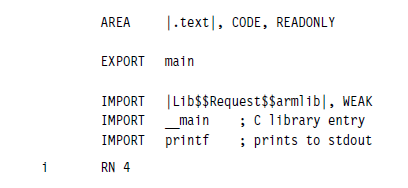 AREA |.text|, CODE, READONLY
EXPORT main
IMPORT |Lib$$Request$$armlib|, WEAK
IMPORT __main ; C library entry
IMPORT printf ; prints to stdout
i RN 4